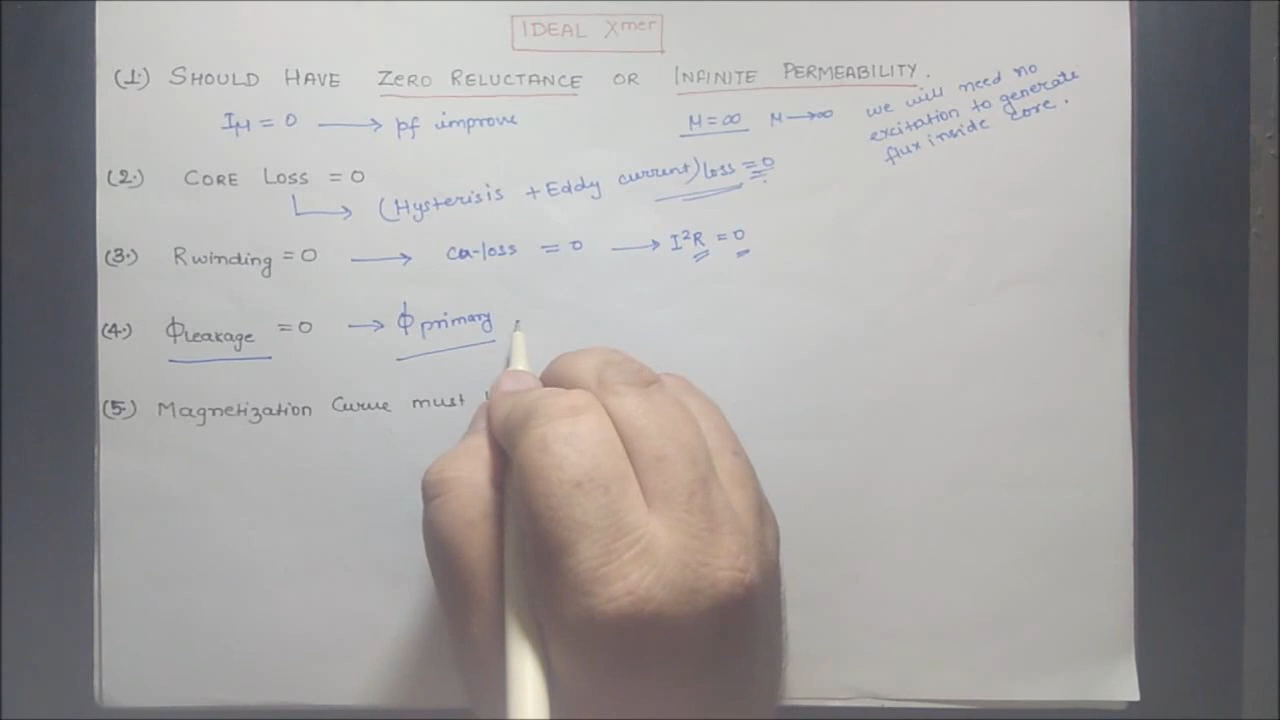 IDEAL Xmer
(1.) SHOULD HAVE ZERO RELUCTANCE OR INFINITE PERMEABILITY.
IM = 0 → pf improve
μ = ∞ μ → ∞
we will need no
excitation to generate
flux inside core.
(2.) CORE LOSS = 0
(Hysterisis + Eddy current) loss = 0
(3.) Rwinding = 0 → cu-loss = 0 → I²R = 0
(4.) ΦLeakage = 0 → Φ primary
(5.) Magnetization Curve must